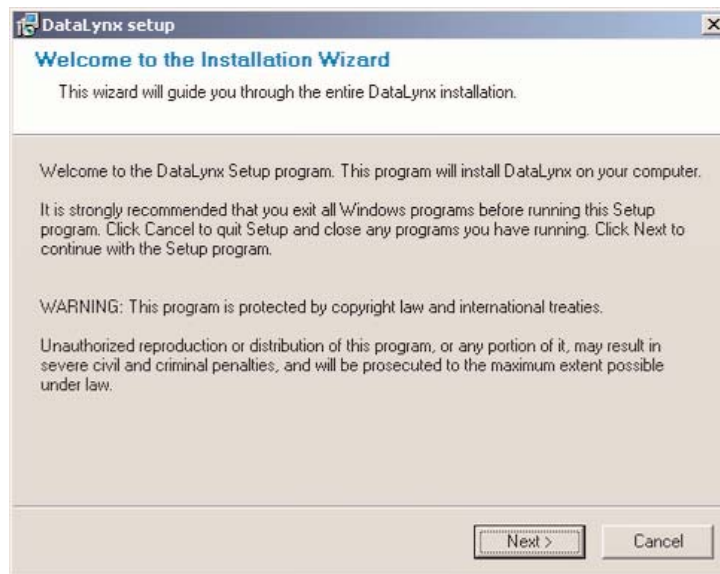 DataLynx setup
Welcome to the Installation Wizard
This wizard will guide you through the entire DataLynx installation.
Welcome to the DataLynx Setup program. This program will install DataLynx on your computer.
It is strongly recommended that you exit all Windows programs before running this Setup
program. Click Cancel to quit Setup and close any programs you have running. Click Next to
continue with the Setup program.
WARNING: This program is protected by copyright law and international treaties.
Unauthorized reproduction or distribution of this program, or any portion of it, may result in
severe civil and criminal penalties, and will be prosecuted to the maximum extent possible
under law.
Next >
Cancel